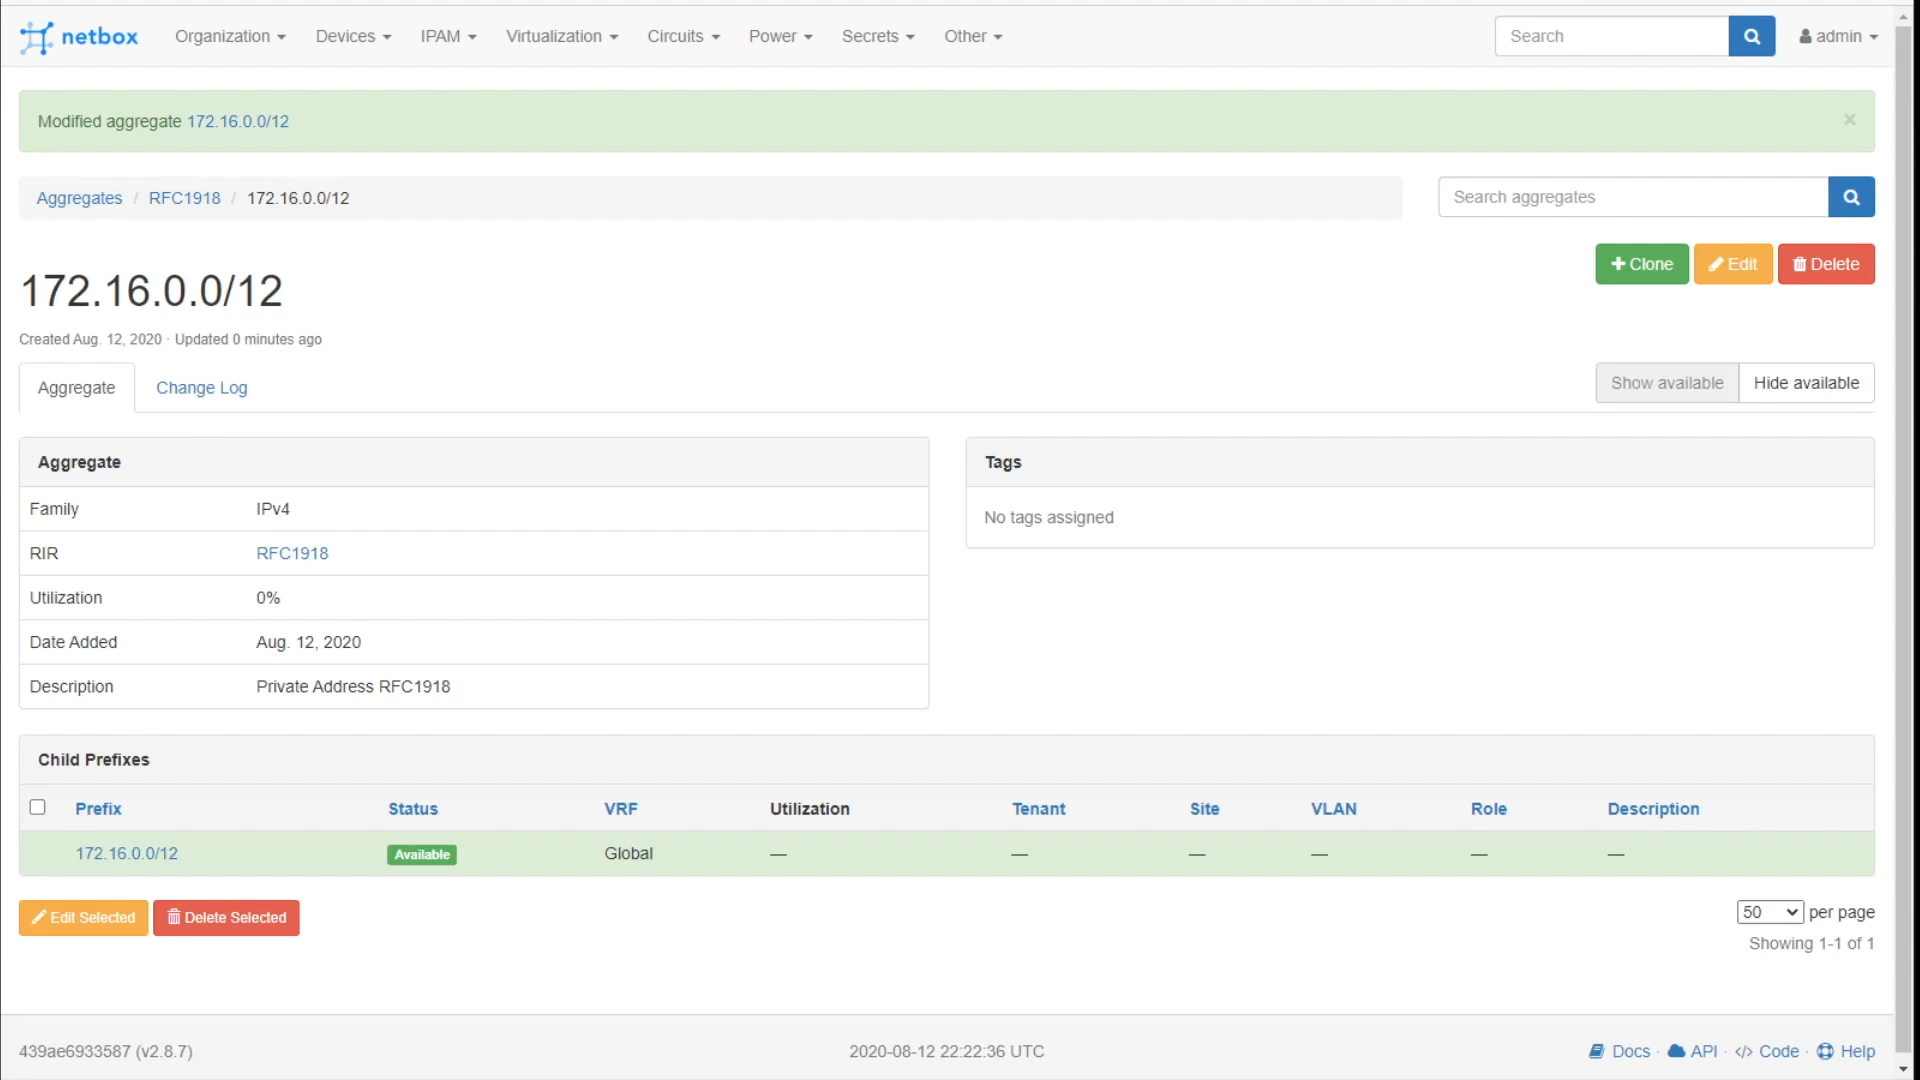 netbox Organization Devices IPAM Virtualization Circuits Power Secrets Other Search admin
Modified aggregate 172.16.0.0/12 ×
Aggregates / RFC1918 / 172.16.0.0/12 Search aggregates
Clone Edit Delete
172.16.0.0/12
Created Aug. 12, 2020 · Updated 0 minutes ago
Aggregate Change Log Show available Hide available
Aggregate
Family IPv4
RIR RFC1918
Utilization 0%
Date Added Aug. 12, 2020
Description Private Address RFC1918
Tags
No tags assigned
Child Prefixes
Prefix Status VRF Utilization Tenant Site VLAN Role Description
172.16.0.0/12 Available Global — — — — — —
Edit Selected Delete Selected 50 per page
Showing 1-1 of 1
439ae6933587 (v2.8.7) 2020-08-12 22:22:36 UTC Docs · API · </> Code · Help